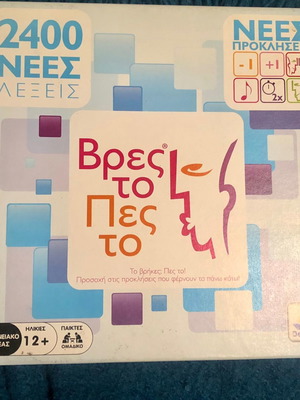 2400
ΝΕΕΣ
ΛΕΞΕΙΣ
ΝΕΕΣ
ΠΡΟΚΛΗΣΕΙΣ
-1
+1
2x
Βρες®
το
Πες
το
Το βρήκες; Πες το!
Προσοχή στις προκλήσεις που φέρνουν τα πάνω κάτω!
ΗΛΙΚΙΕΣ
12+
ΠΑΙΚΤΕΣ
ΟΜΑΔΙΚΟ